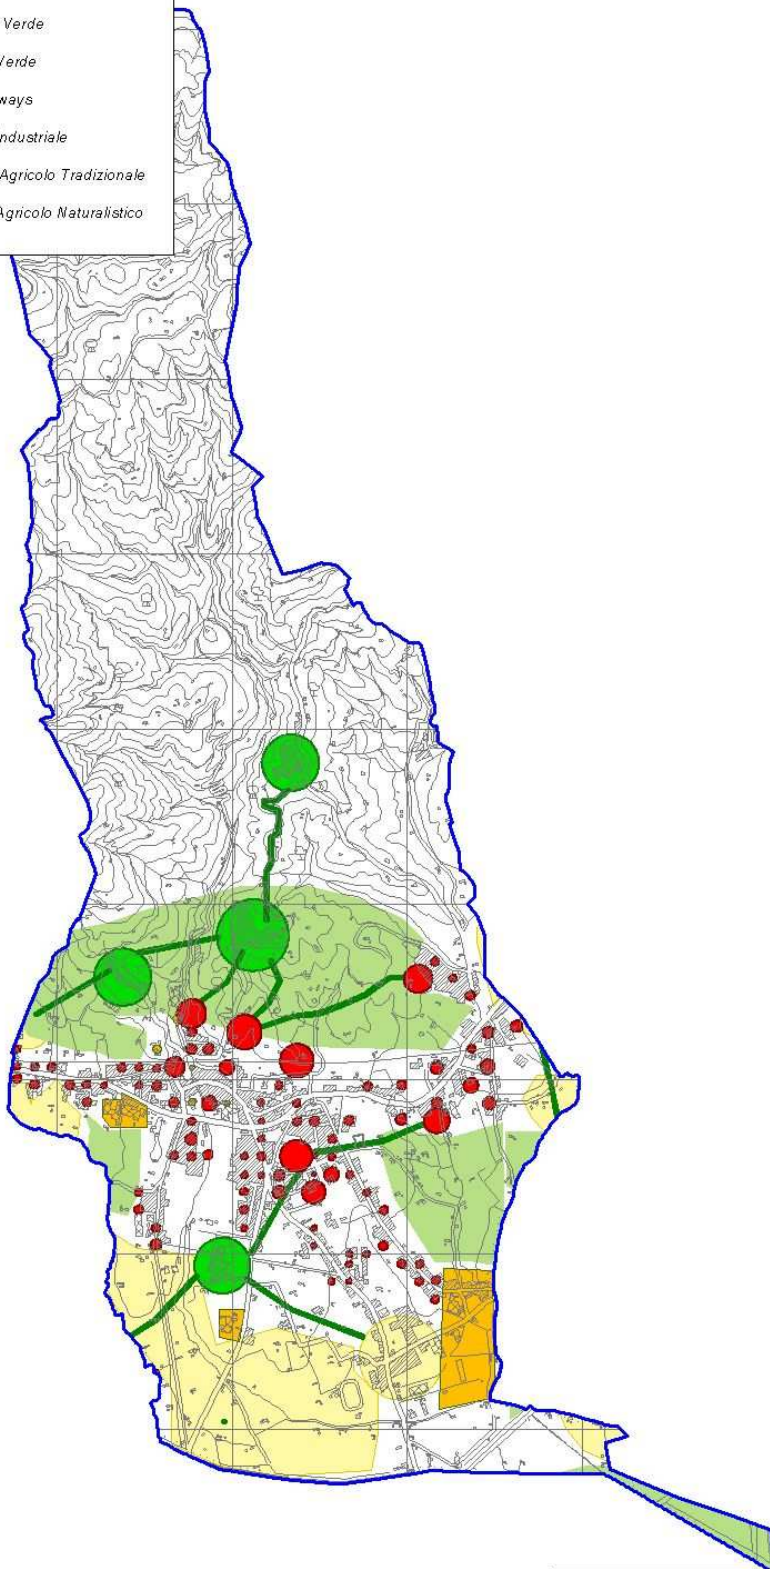 Verde
Verde
ways
ndustriale
Agricolo Tradizionale
Agricolo Naturalistico